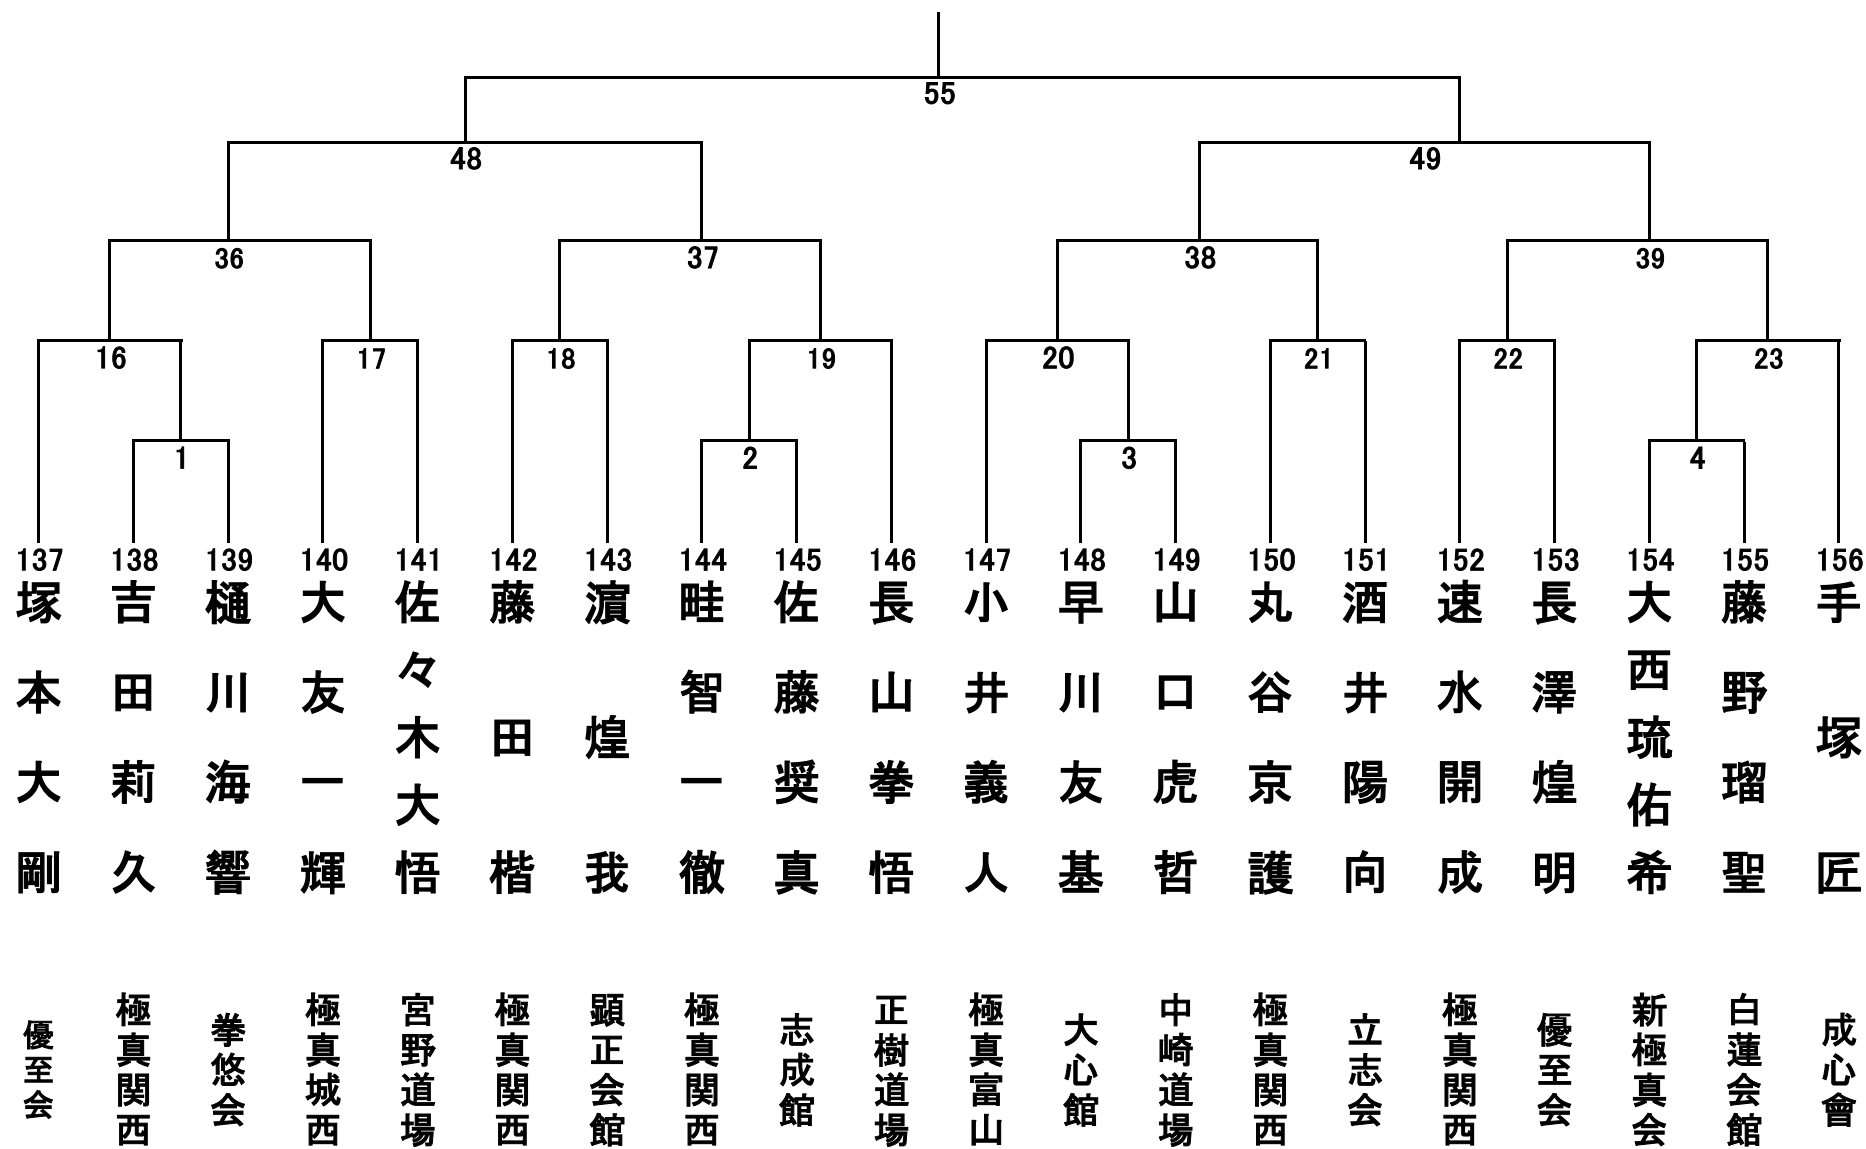 55
48
49
36
37
38
39
16
17
18
19
20
21
22
23
1
2
3
4
137
138
139
140
141
142
143
144
145
146
147
148
149
150
151
152
153
154
155
156
塚本大剛
吉田莉久
樋川海響
大友一輝
佐々木大悟
藤田楷
濵煌我
畦智一徹
佐藤奨真
長山拳悟
小井義人
早川友基
山口虎哲
丸谷京護
酒井陽向
速水開成
長澤煌明
大西琉佑希
藤野瑠聖
手塚匠
優至会
極真関西
拳悠会
極真城西
宮野道場
極真関西
顕正会館
極真関西
志成館
正樹道場
極真富山
大心館
中崎道場
極真関西
立志会
極真関西
優至会
新極真会
白蓮会館
成心會